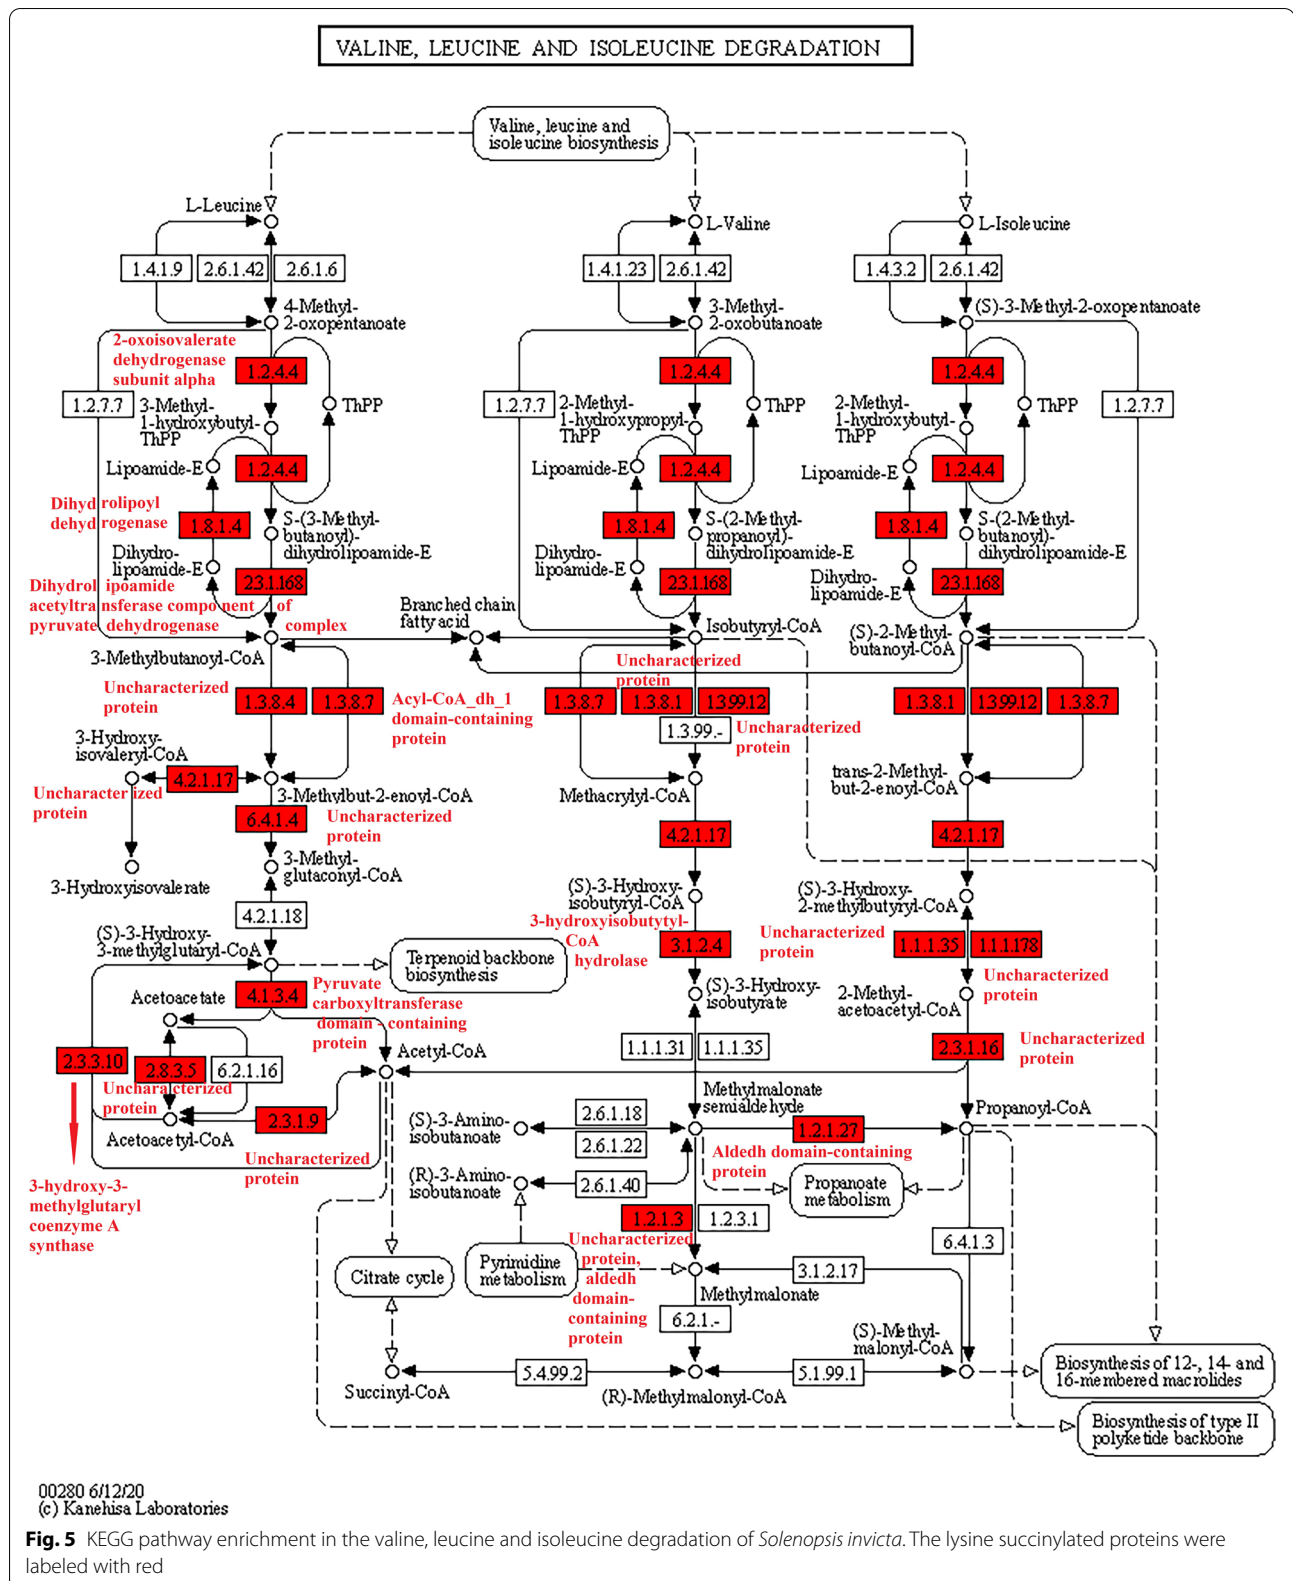 VALINE, LEUCINE AND ISOLEUCINE DEGRADATION
Valine, leucine and
isoleucine biosynthesis
L-Leucine
L-Valine
L-Isoleucine
1.4.1.9
2.6.1.42
2.6.1.6
1.4.1.23
2.6.1.42
1.4.3.2
2.6.1.42
4-Methyl-
2-oxopentanoate
3-Methyl-
2-oxobutanoate
(S)-3-Methyl-2-oxopentanoate
2-oxoisovalerate
dehydrogenase
subunit alpha
1.2.4.4
1.2.4.4
1.2.4.4
1.2.7.7
3-Methyl-
1-hydroxybutyl-
ThPP
ThPP
1.2.7.7
2-Methyl-
1-hydroxypropyl-
ThPP
ThPP
2-Methyl-
1-hydroxybutyl-
ThPP
ThPP
1.2.7.7
Lipoamide-E
1.2.4.4
Lipoamide-E
1.2.4.4
Lipoamide-E
1.2.4.4
Dihydrolipoyl
dehydrogenase
1.8.1.4
S-(3-Methyl-
butanoyl)-
dihydrolipoamide-E
1.8.1.4
S-(2-Methyl-
propanoyl)-
dihydrolipoamide-E
1.8.1.4
S-(2-Methyl-
butanoyl)-
dihydrolipoamide-E
Dihydro-
lipoamide-E
Dihydro-
lipoamide-E
Dihydro-
lipoamide-E
2.3.1.168
2.3.1.168
2.3.1.168
Dihydrolipoamide
acetyltransferase component of
pyruvate dehydrogenase complex
Branched chain
fatty acid
Isobutyryl-CoA
(S)-2-Methyl-
butanoyl-CoA
3-Methylbutanoyl-CoA
Uncharacterized
protein
Uncharacterized
protein
1.3.8.4
1.3.8.7
Acyl-CoA_dh_1
domain-containing
protein
1.3.8.7
1.3.8.1
1.3.99.12
1.3.8.1
1.3.99.12
1.3.8.7
1.3.99.-
Uncharacterized
protein
3-Hydroxy-
isovaleryl-CoA
4.2.1.17
Uncharacterized
protein
3-Methylbut-2-enoyl-CoA
Methacrylyl-CoA
trans-2-Methyl-
but-2-enoyl-CoA
6.4.1.4
Uncharacterized
protein
4.2.1.17
4.2.1.17
3-Hydroxyisovalerate
3-Methyl-
glutaconyl-CoA
(S)-3-Hydroxy-
isobutyryl-CoA
(S)-3-Hydroxy-
2-methylbutyryl-CoA
4.2.1.18
3-hydroxyisobutytyl-
CoA
hydrolase
3.1.2.4
Uncharacterized
protein
1.1.1.35
1.1.1.178
(S)-3-Hydroxy-
3-methylglutaryl-CoA
Terpenoid backbone
biosynthesis
Uncharacterized
protein
Acetoacetate
4.1.3.4
Pyruvate
carboxyltransferase
domain - containing
protein
(S)-3-Hydroxy-
isobutyrate
2-Methyl-
acetoacetyl-CoA
2.3.3.10
2.8.3.5
6.2.1.16
Acetyl-CoA
1.1.1.31
1.1.1.35
2.3.1.16
Uncharacterized
protein
Uncharacterized
protein
Acetoacetyl-CoA
2.3.1.9
Uncharacterized
protein
Methylmalonate
semialdehyde
Propanoyl-CoA
(S)-3-Amino-
isobutanoate
2.6.1.18
2.6.1.22
1.2.1.27
Aldedh domain-containing
protein
3-hydroxy-3-
methylglutaryl
coenzyme A
synthase
(R)-3-Amino-
isobutanoate
2.6.1.40
Propanoate
metabolism
1.2.1.3
1.2.3.1
Uncharacterized
protein,
aldedh
domain-
containing
protein
6.4.1.3
Citrate cycle
Pyrimidine
metabolism
3.1.2.17
Methylmalonate
6.2.1.-
(S)-Methyl-
malonyl-CoA
Succinyl-CoA
5.4.99.2
(R)-Methylmalonyl-CoA
5.1.99.1
Biosynthesis of 12-, 14- and
16-membered macrolides
Biosynthesis of type II
polyketide backbone
00280 6/12/20
(c) Kanehisa Laboratories
Fig. 5 KEGG pathway enrichment in the valine, leucine and isoleucine degradation of Solenopsis invicta. The lysine succinylated proteins were
labeled with red